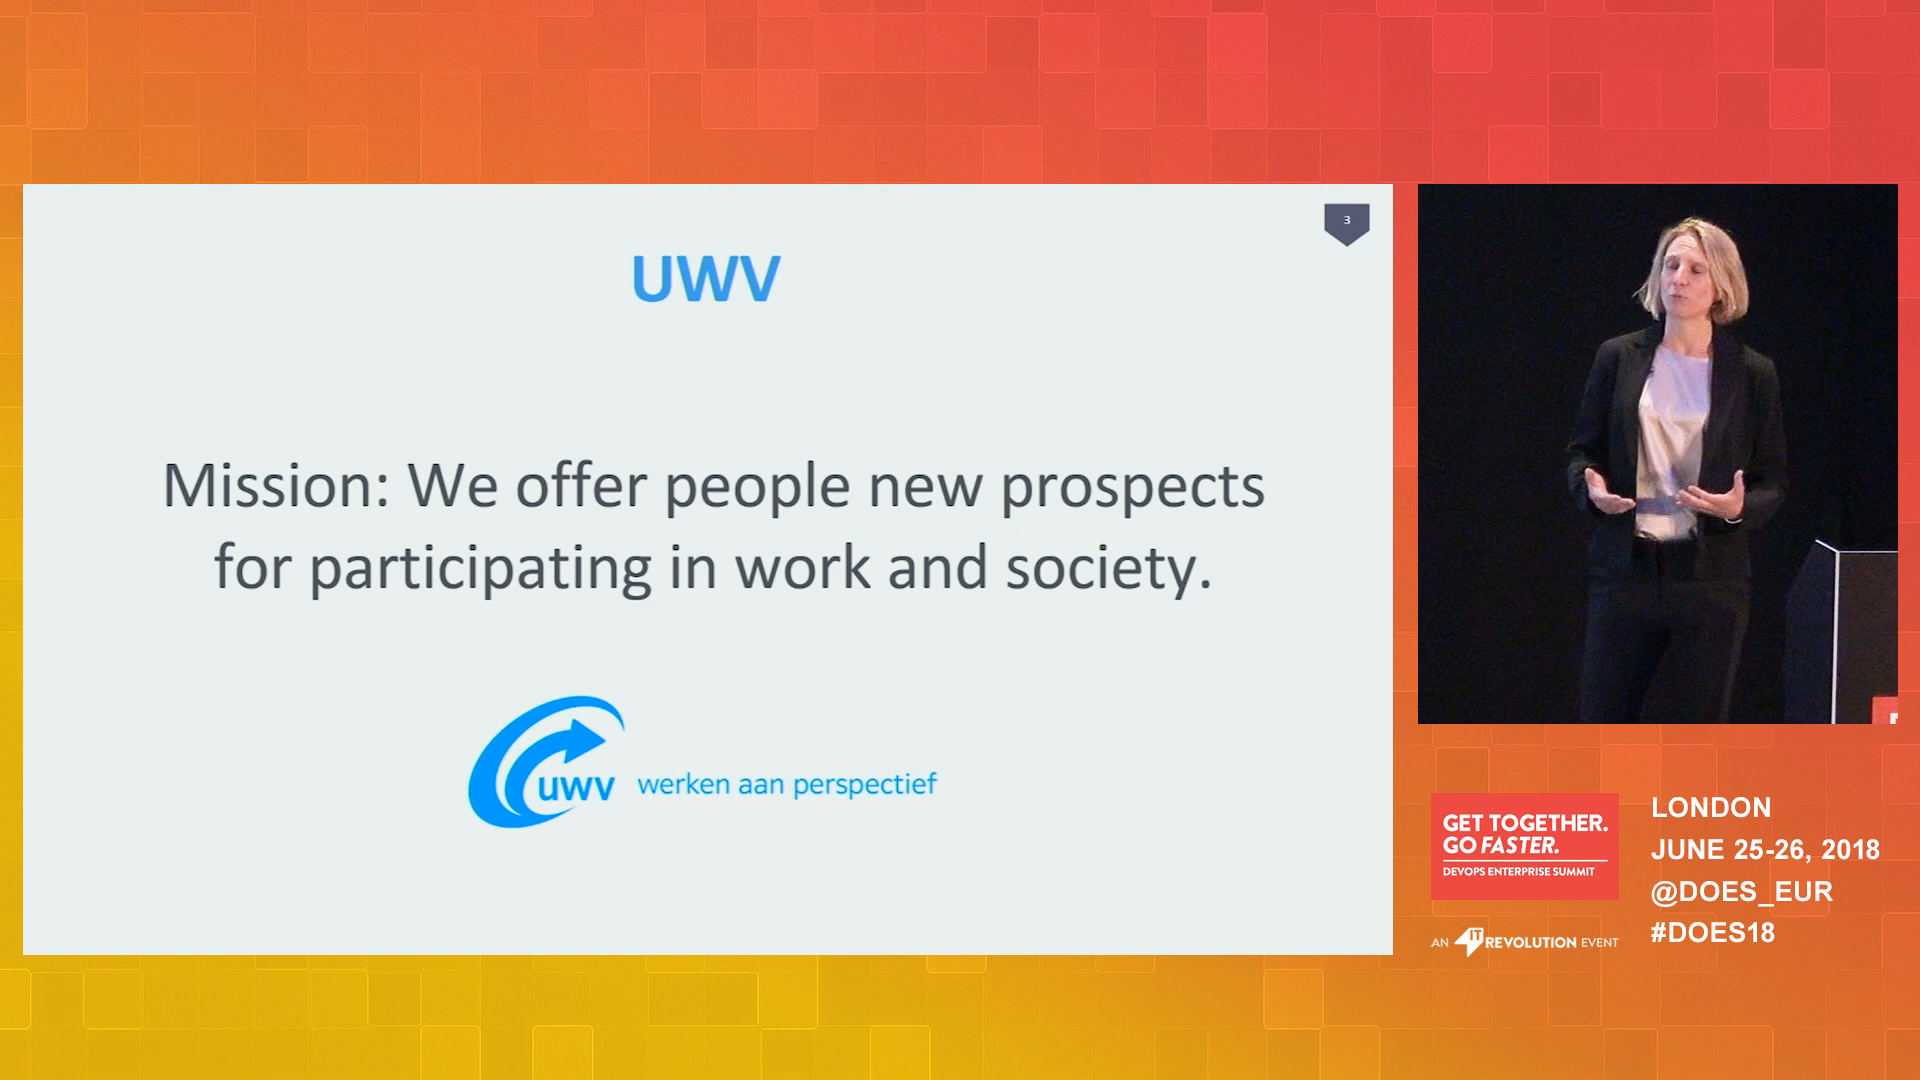 3
UWV
Mission: We offer people new prospects
for participating in work and society.
uwv werken aan perspectief
GET TOGETHER.
GO FASTER.
DEVOPS ENTERPRISE SUMMIT
AN IT REVOLUTION EVENT
LONDON
JUNE 25-26, 2018
@DOES_EUR
#DOES18